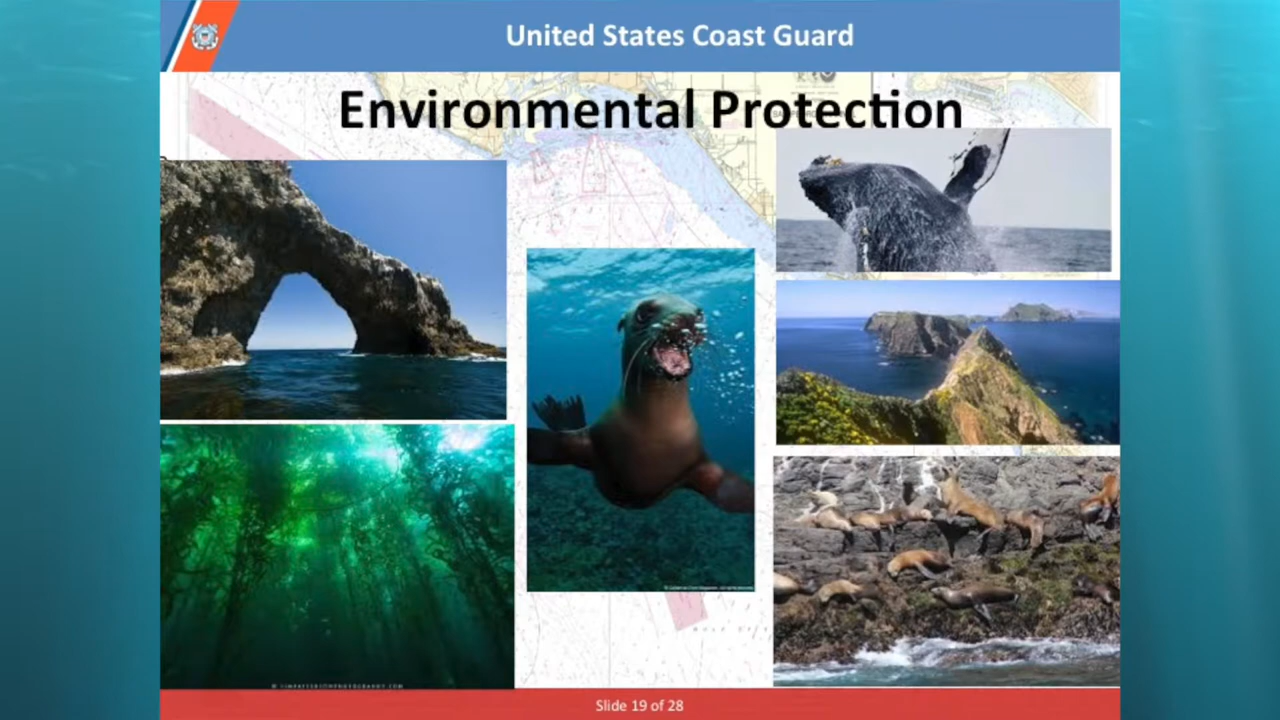 United States Coast Guard
Environmental Protection
Slide 19 of 28